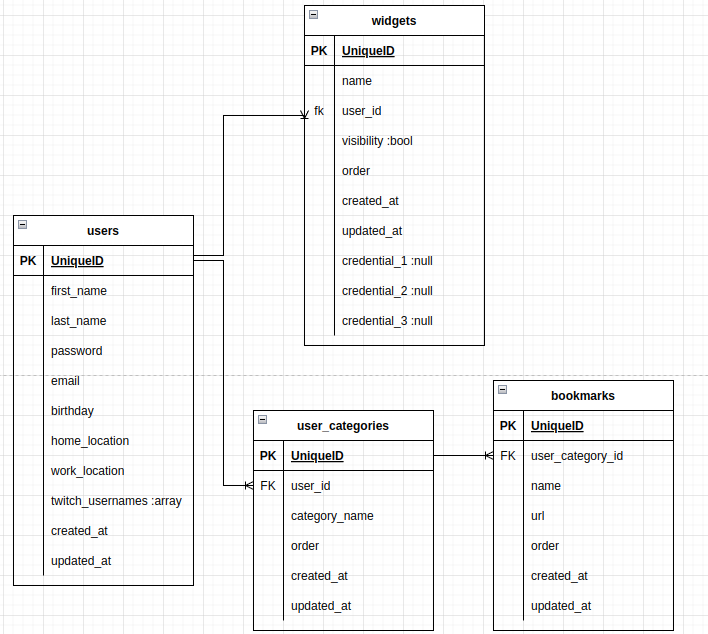 widgets
PK UniqueID
name
fk user_id
visibility :bool
order
created_at
updated_at
credential_1 :null
credential_2 :null
credential_3 :null
users
PK UniqueID
first_name
last_name
password
email
birthday
home_location
work_location
twitch_usernames :array
created_at
updated_at
user_categories
PK UniqueID
FK user_id
category_name
order
created_at
updated_at
bookmarks
PK UniqueID
FK user_category_id
name
url
order
created_at
updated_at